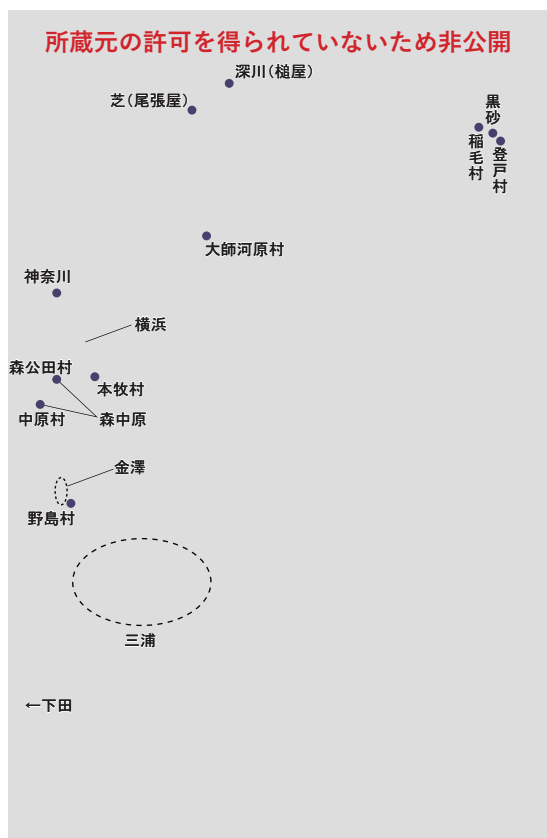 所蔵元の許可を得られていないため非公開
深川（槌屋）
芝（尾張屋）
黒砂
稲毛村
登戸村
大師河原村
神奈川
横浜
森公田村
本牧村
中原村
森中原
金澤
野島村
三浦
←下田